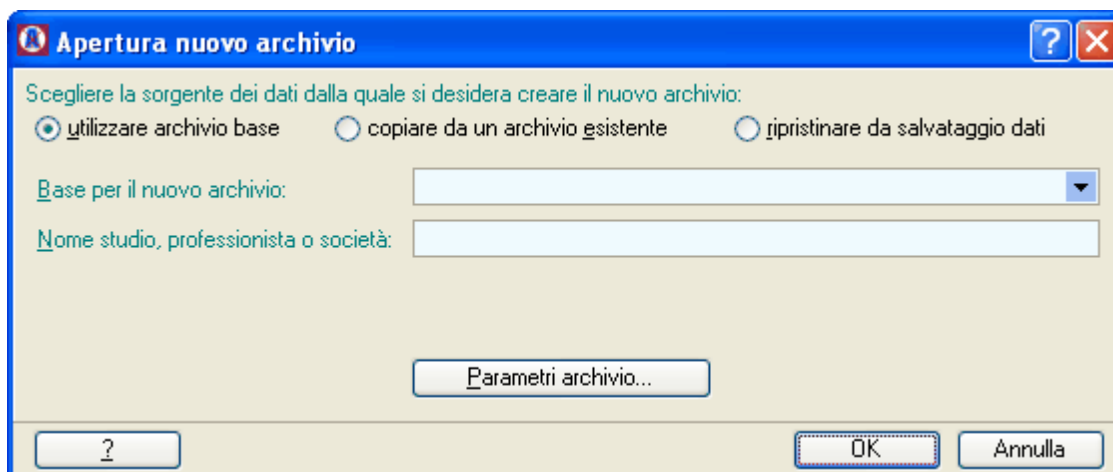 Apertura nuovo archivio
Scegliere la sorgente dei dati dalla quale si desidera creare il nuovo archivio:
utilizzare archivio base copiare da un archivio esistente ripristinare da salvataggio dati
Base per il nuovo archivio:
Nome studio, professionista o società:
Parametri archivio...
? OK Annulla